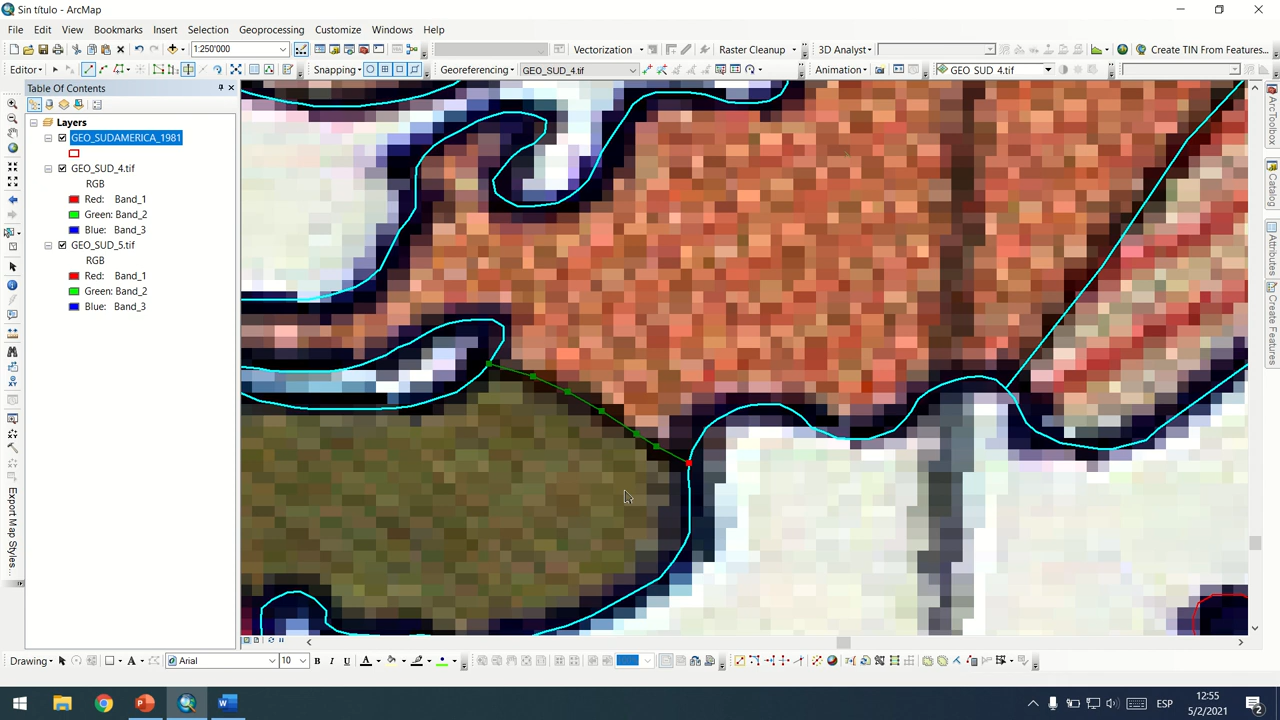 Sin título - ArcMap
File Edit View Bookmarks Insert Selection Geoprocessing Customize Windows Help
1:250'000 Vectorization Raster Cleanup 3D Analyst Create TIN From Features...
Editor Snapping Georeferencing GEO_SUD_4.tif Animation GEO_SUD_4.tif
Table Of Contents
Layers
GEO_SUDAMERICA_1981
GEO_SUD_4.tif
RGB
Red: Band_1
Green: Band_2
Blue: Band_3
GEO_SUD_5.tif
RGB
Red: Band_1
Green: Band_2
Blue: Band_3
Export Map Styles...
ArcToolbox
Catalog
Attributes
Create Features
Drawing Arial 10 B I U A
ESP
12:55
5/2/2021
2